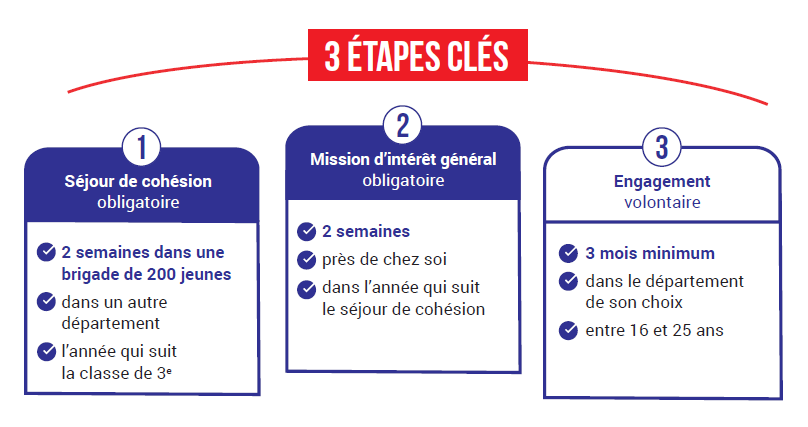 3 ÉTAPES CLÉS
1
Séjour de cohésion
obligatoire
2 semaines dans une
brigade de 200 jeunes
dans un autre
département
l’année qui suit
la classe de 3ᵉ
2
Mission d’intérêt général
obligatoire
2 semaines
près de chez soi
dans l’année qui suit
le séjour de cohésion
3
Engagement
volontaire
3 mois minimum
dans le département
de son choix
entre 16 et 25 ans